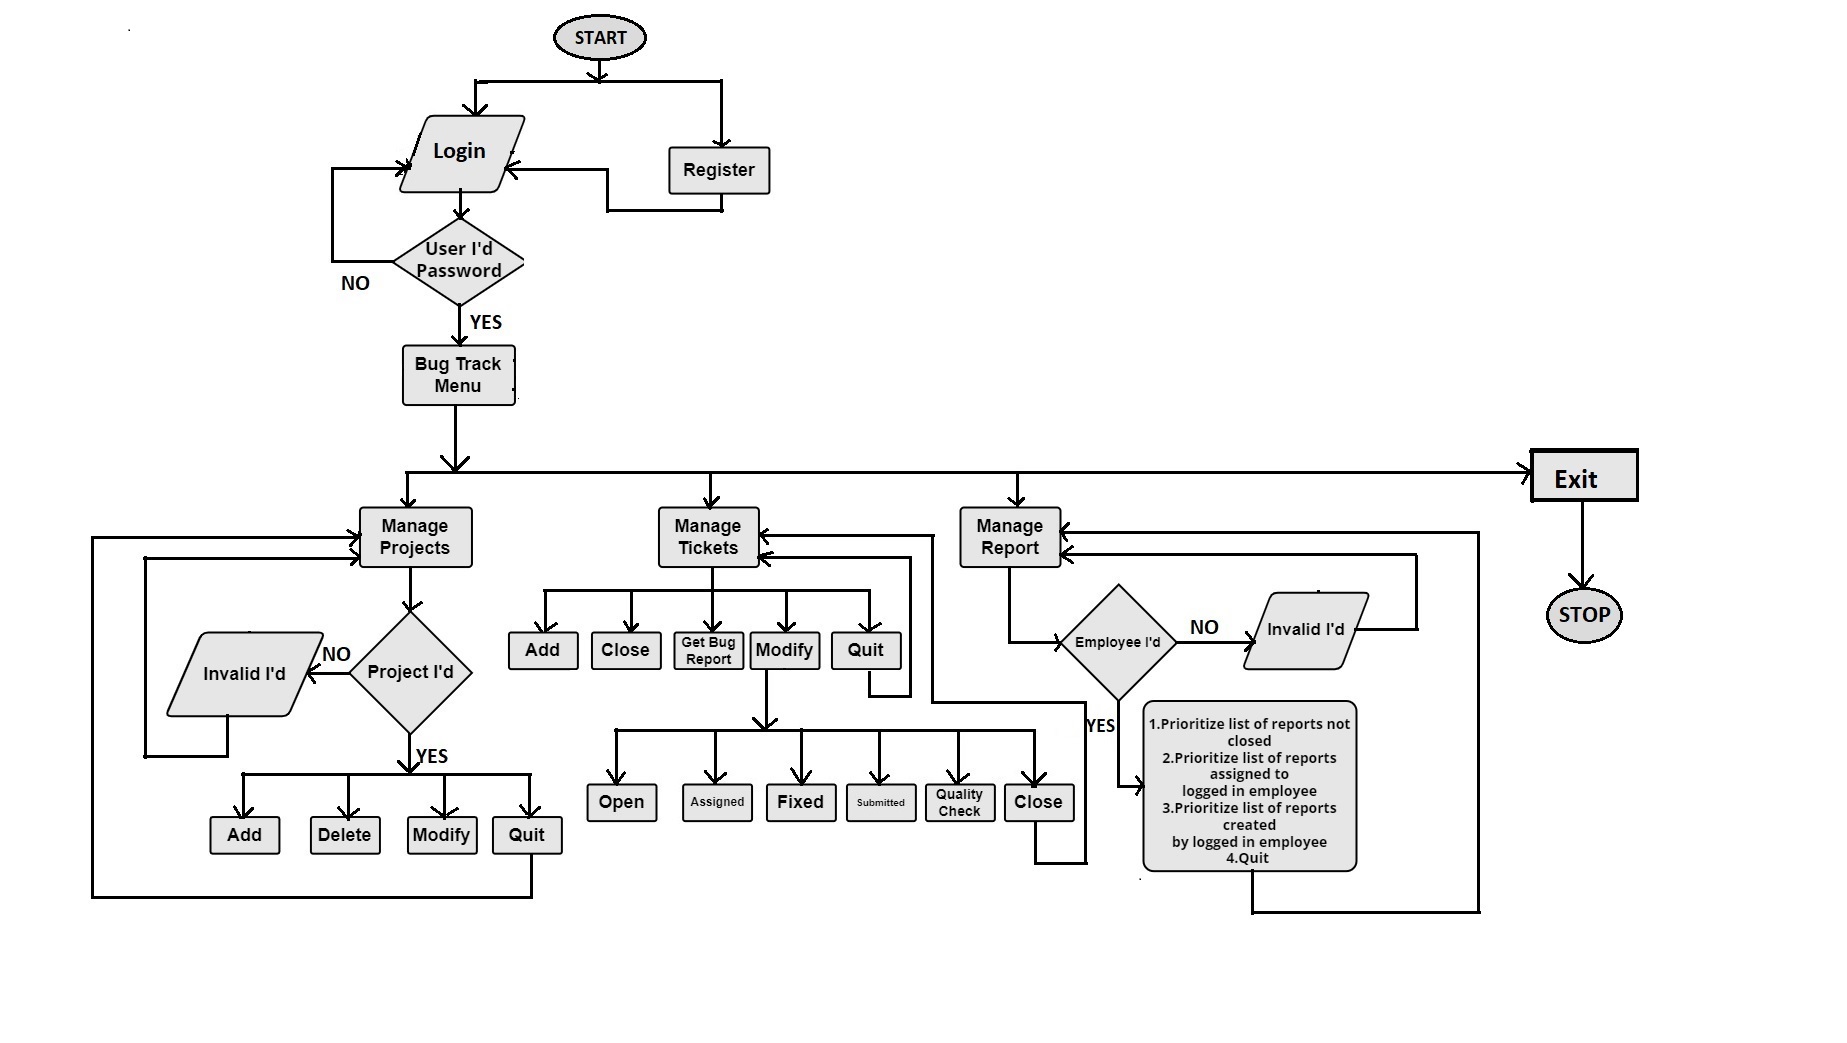 START
Login
Register
User I'd
Password
NO
YES
Bug Track
Menu
Exit
Manage
Projects
Manage
Tickets
Manage
Report
STOP
Invalid I'd
NO
Project I'd
YES
Add
Delete
Modify
Quit
Add
Close
Get Bug
Report
Modify
Quit
Open
Assigned
Fixed
Submitted
Quality
Check
Close
Employee I'd
NO
Invalid I'd
YES
1.Prioritize list of reports not
closed
2.Prioritize list of reports
assigned to
logged in employee
3.Prioritize list of reports
created
by logged in employee
4.Quit